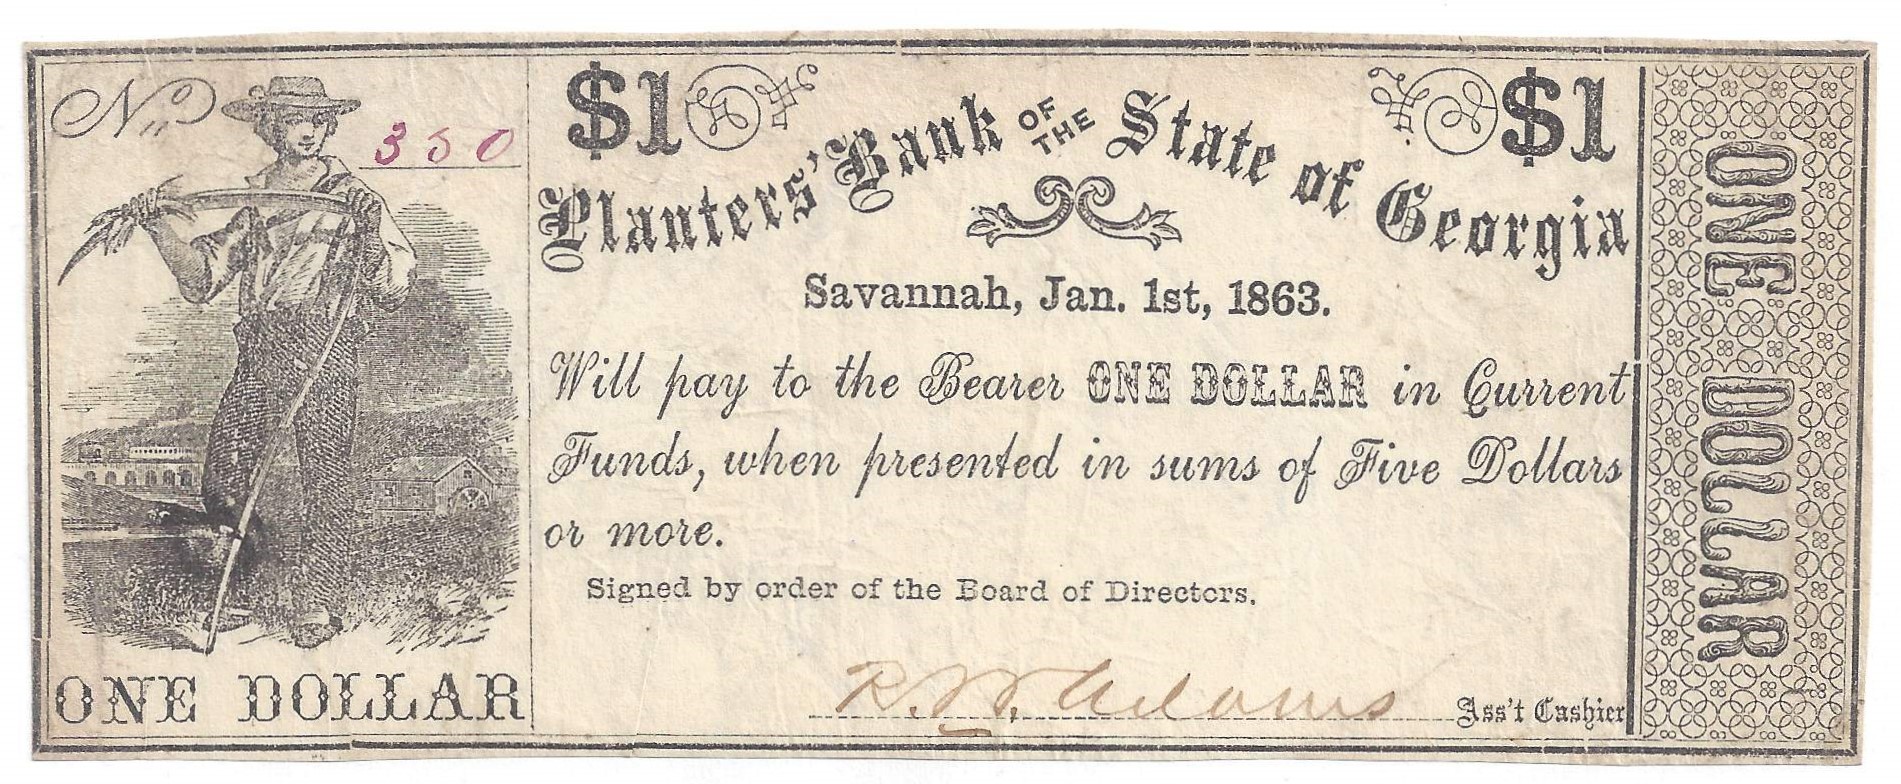 No 350
$1 $1
Planters' Bank OF THE State of Georgia
Savannah, Jan. 1st, 1863.
Will pay to the Bearer ONE DOLLAR in Current
Funds, when presented in sums of Five Dollars
or more.
Signed by order of the Board of Directors.
R. W. Adams Ass't Cashier
ONE DOLLAR
ONE DOLLAR